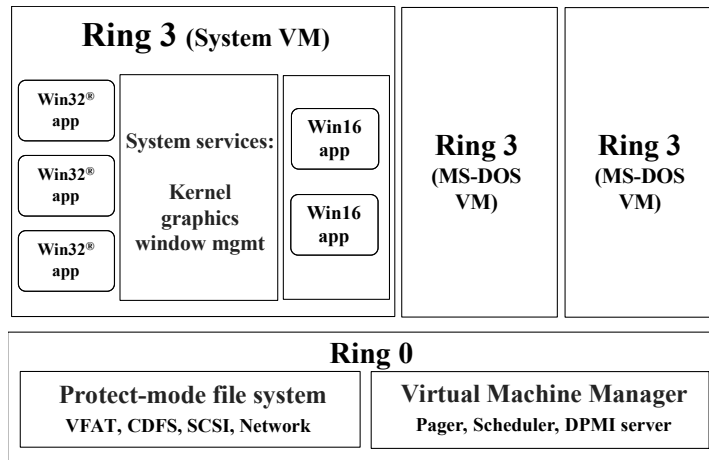 Ring 3 (System VM)
Win32®
app
Win32®
app
Win32®
app
System services:
Kernel
graphics
window mgmt
Win16
app
Win16
app
Ring 3
(MS-DOS
VM)
Ring 3
(MS-DOS
VM)
Ring 0
Protect-mode file system
VFAT, CDFS, SCSI, Network
Virtual Machine Manager
Pager, Scheduler, DPMI server